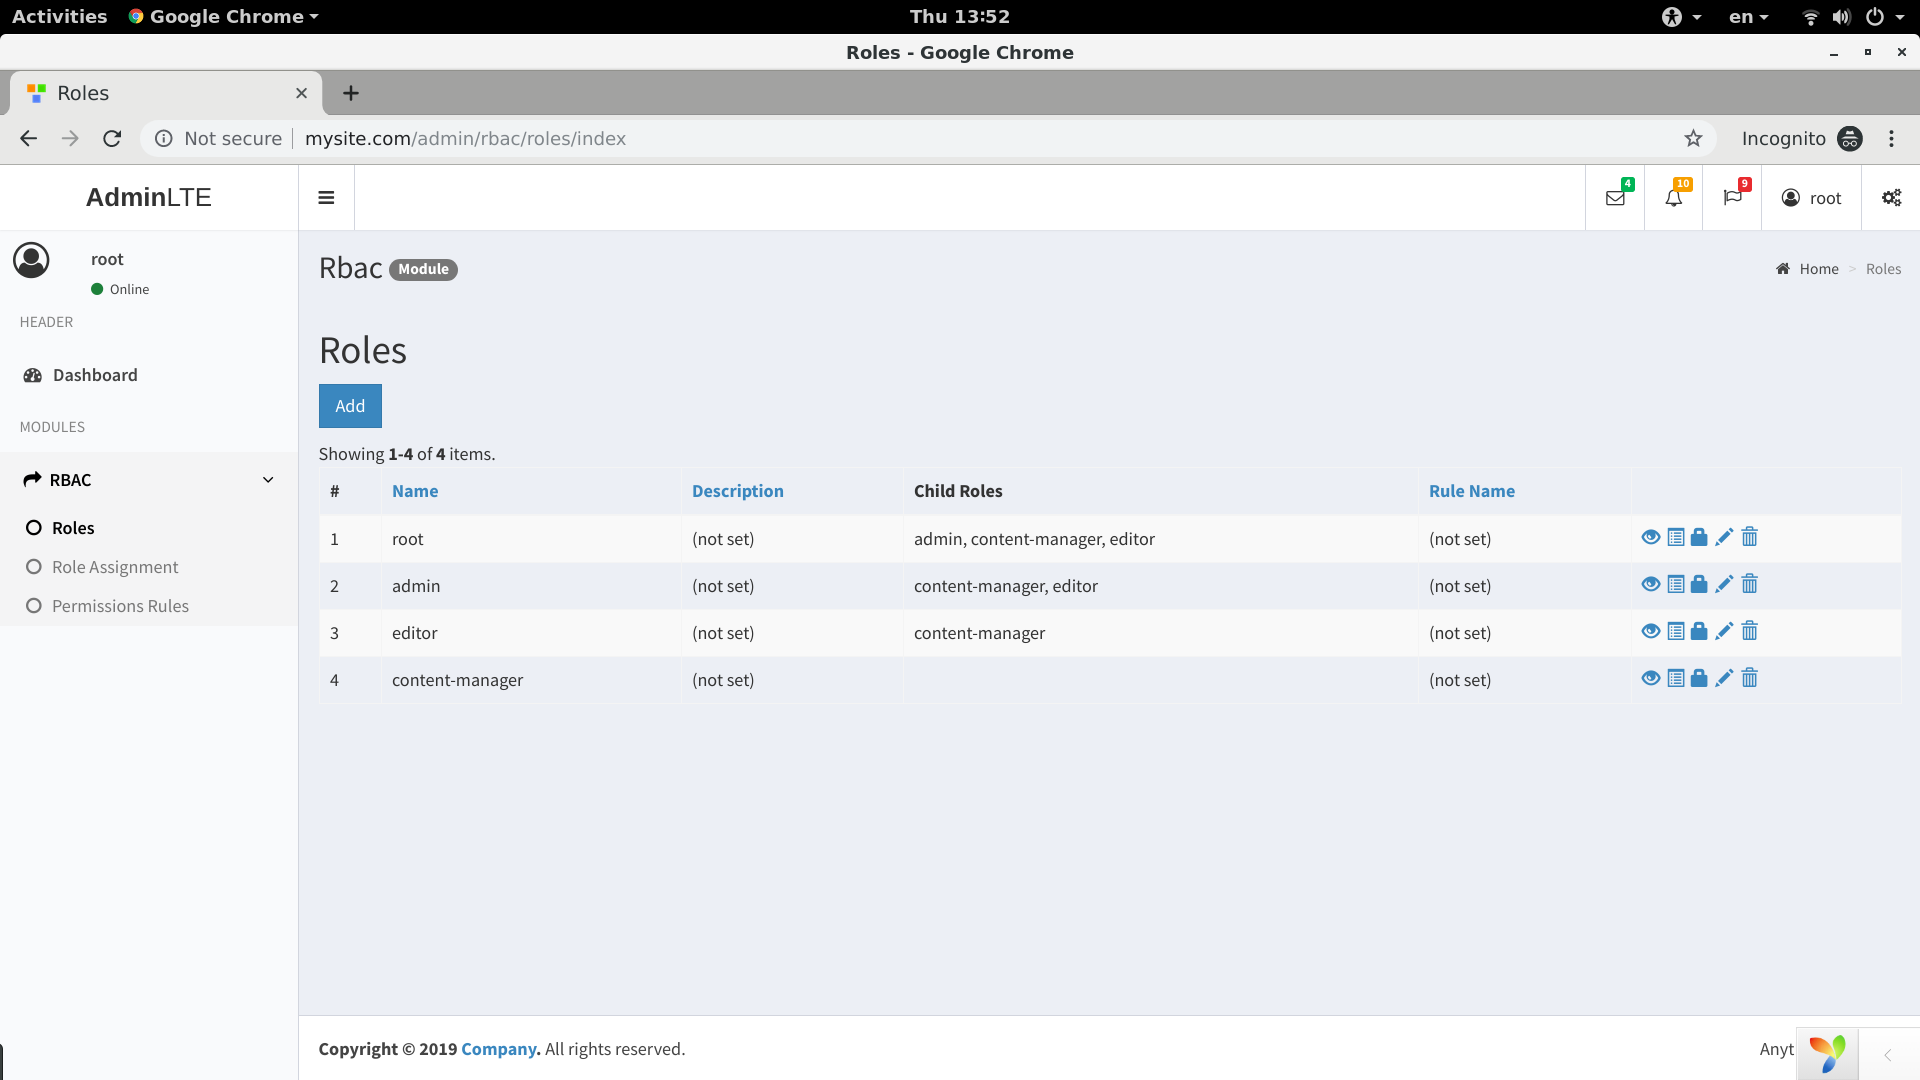 Activities Google Chrome Thu 13:52 en
Roles - Google Chrome
Roles
Not secure mysite.com/admin/rbac/roles/index Incognito
AdminLTE 4 10 9 root
root
Online
HEADER
Dashboard
MODULES
RBAC
Roles
Role Assignment
Permissions Rules
Rbac Module Home > Roles
Roles
Add
Showing 1-4 of 4 items.
# Name Description Child Roles Rule Name
1 root (not set) admin, content-manager, editor (not set)
2 admin (not set) content-manager, editor (not set)
3 editor (not set) content-manager (not set)
4 content-manager (not set) (not set)
Copyright © 2019 Company. All rights reserved. Anyt